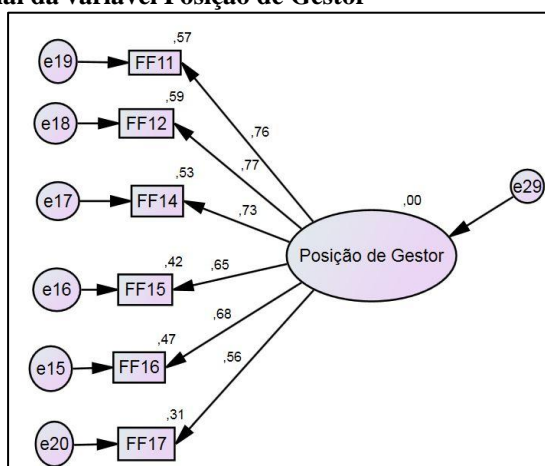 al da variável Posição de Gestor
,57
e19
FF11
,59
,76
e18
FF12
,77
,53
e17
FF14
,73
,00
e29
Posição de Gestor
,42
,65
e16
FF15
,68
,47
e15
FF16
,56
,31
e20
FF17